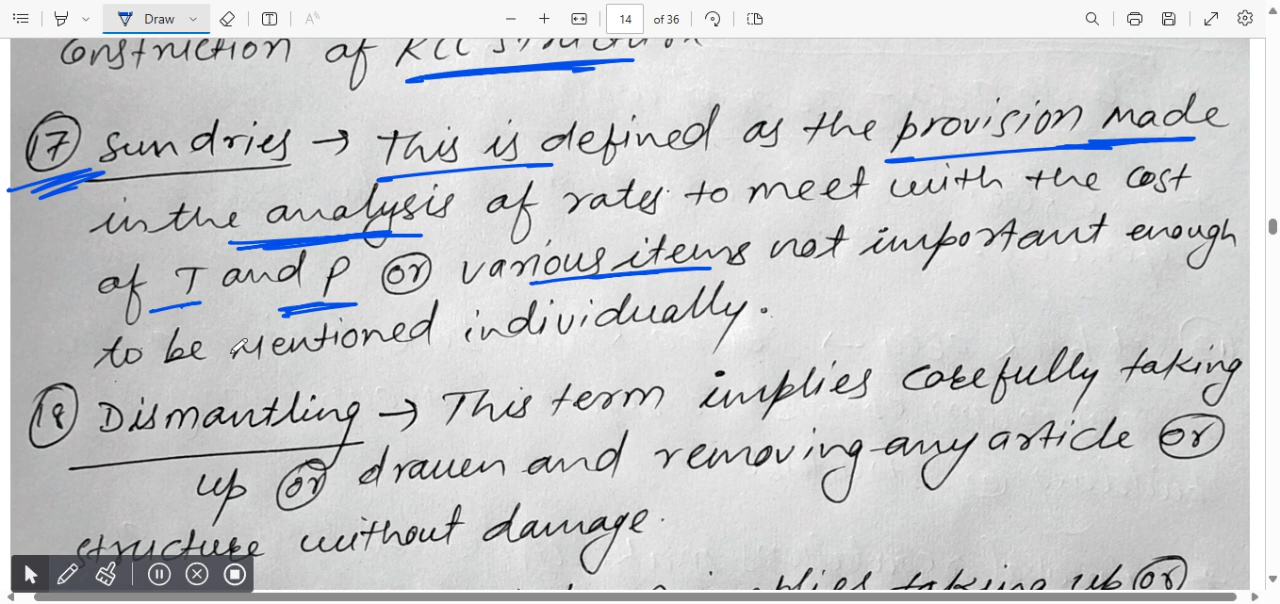 Draw
14 of 36
Construction of RCC structure
17 Sundries → This is defined as the provision made
in the analysis of rates to meet with the cost
of T and P or various items not important enough
to be mentioned individually.
18 Dismantling → This term implies carefully taking
up or drawen and removing any article or
structure without damage.
implies taking up or